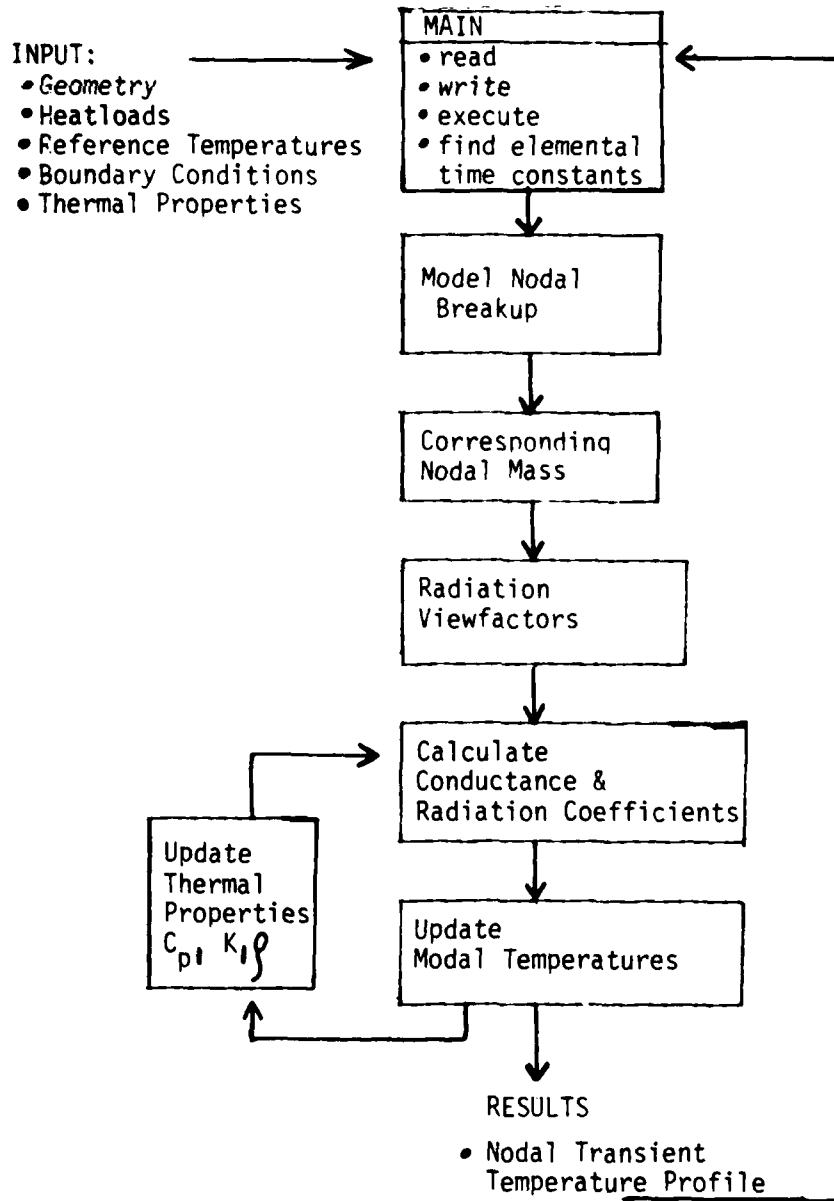 INPUT:
• Geometry
• Heatloads
• Reference Temperatures
• Boundary Conditions
• Thermal Properties
MAIN
• read
• write
• execute
• find elemental
time constants
Model Nodal
Breakup
Corresponding
Nodal Mass
Radiation
Viewfactors
Calculate
Conductance &
Radiation Coefficients
Update
Thermal
Properties
Cp, K, ρ
Update
Modal Temperatures
RESULTS
• Nodal Transient
Temperature Profile